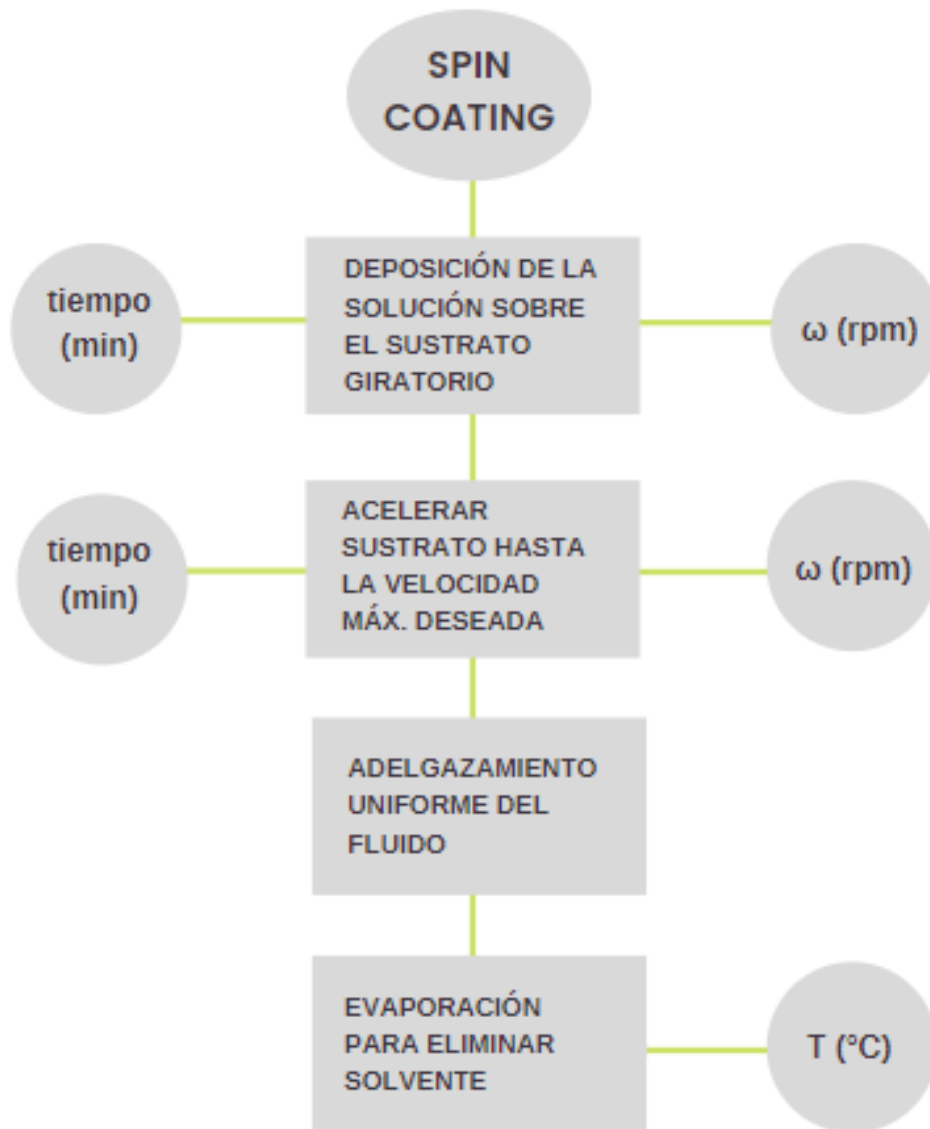 SPIN
COATING
tiempo
(min)
DEPOSICIÓN DE LA
SOLUCIÓN SOBRE
EL SUSTRATO
GIRATORIO
ω (rpm)
tiempo
(min)
ACELERAR
SUSTRATO HASTA
LA VELOCIDAD
MÁX. DESEADA
ω (rpm)
ADELGAZAMIENTO
UNIFORME DEL
FLUIDO
EVAPORACIÓN
PARA ELIMINAR
SOLVENTE
T (°C)